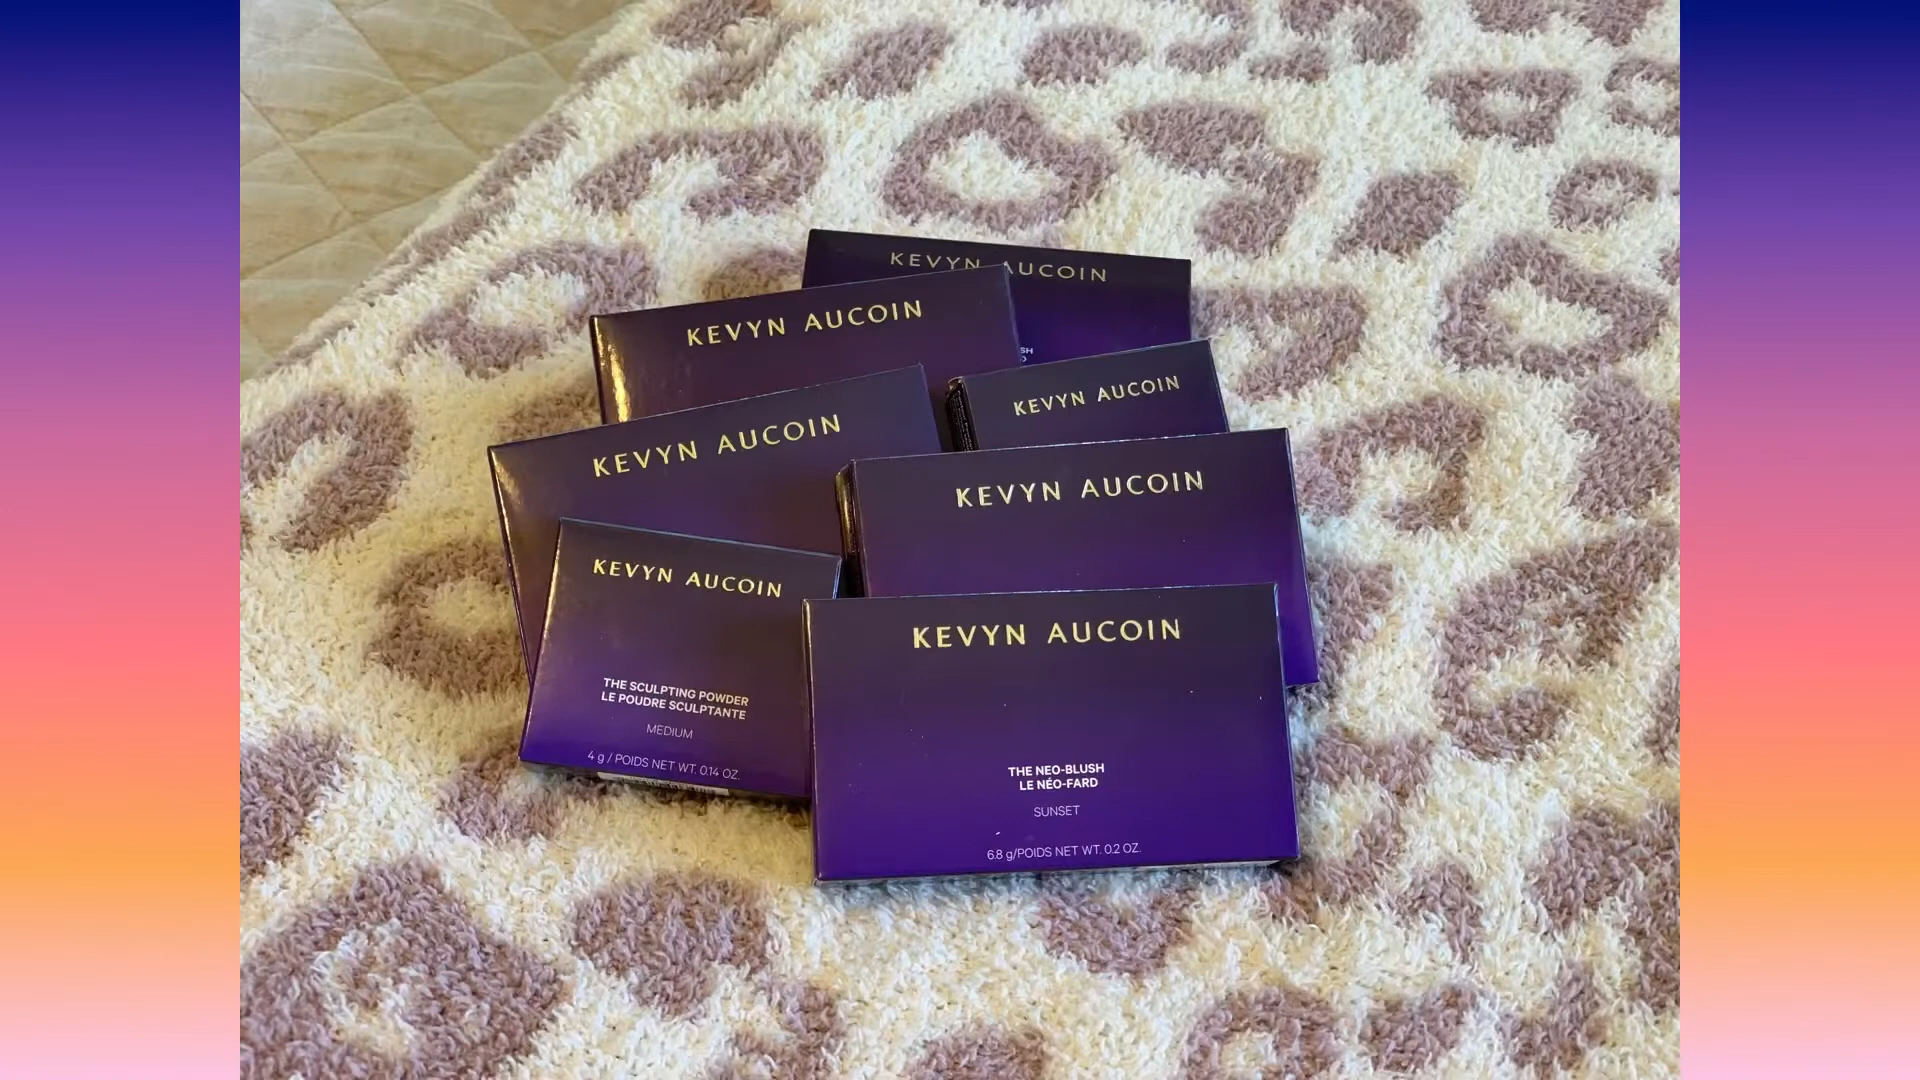 KEVYN AUCOIN
KEVYN AUCOIN
KEVYN AUCOIN
KEVYN AUCOIN
KEVYN AUCOIN
KEVYN AUCOIN
THE SCULPTING POWDER
LE POUDRE SCULPTANTE
MEDIUM
4 g / POIDS NET WT. 0.14 OZ.
KEVYN AUCOIN
THE NEO-BLUSH
LE NÉO-FARD
SUNSET
6.8 g/POIDS NET WT. 0.2 OZ.